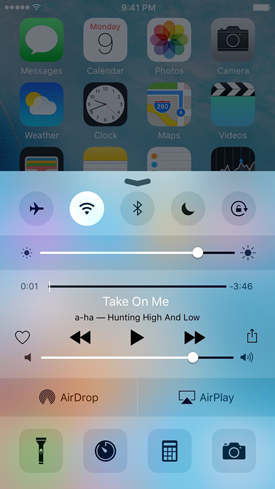 9:41 PM
Messages Calendar Photos Camera
Monday
9
Weather Clock Maps Videos
280
0:01 -3:46
Take On Me
a-ha — Hunting High And Low
AirDrop AirPlay